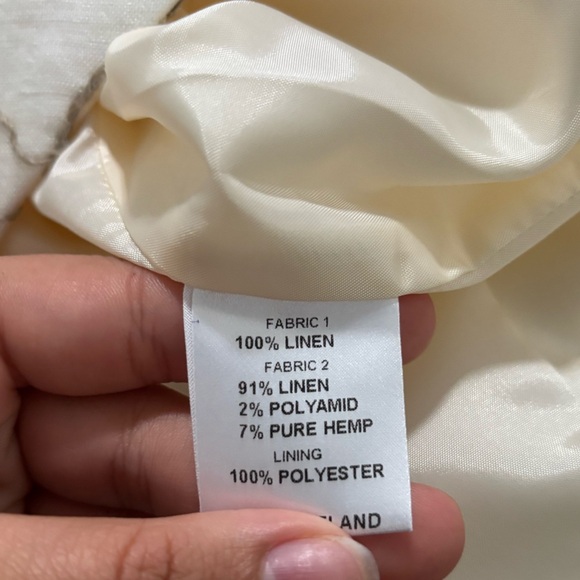 FABRIC 1
100% LINEN
FABRIC 2
91% LINEN
2% POLYAMID
7% PURE HEMP
LINING
100% POLYESTER